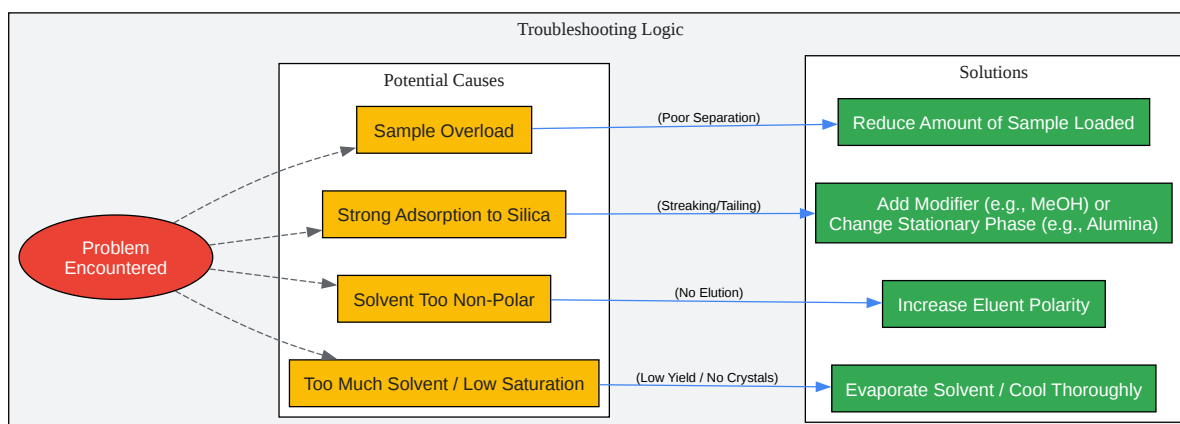 Troubleshooting Logic
Potential Causes
Solutions
Sample Overload
(Poor Separation)
Reduce Amount of Sample Loaded
Strong Adsorption to Silica
(Streaking/Tailing)
Add Modifier (e.g., MeOH) or
Change Stationary Phase (e.g., Alumina)
Problem
Encountered
Solvent Too Non-Polar
(No Elution)
Increase Eluent Polarity
Too Much Solvent / Low Saturation
(Low Yield / No Crystals)
Evaporate Solvent / Cool Thoroughly